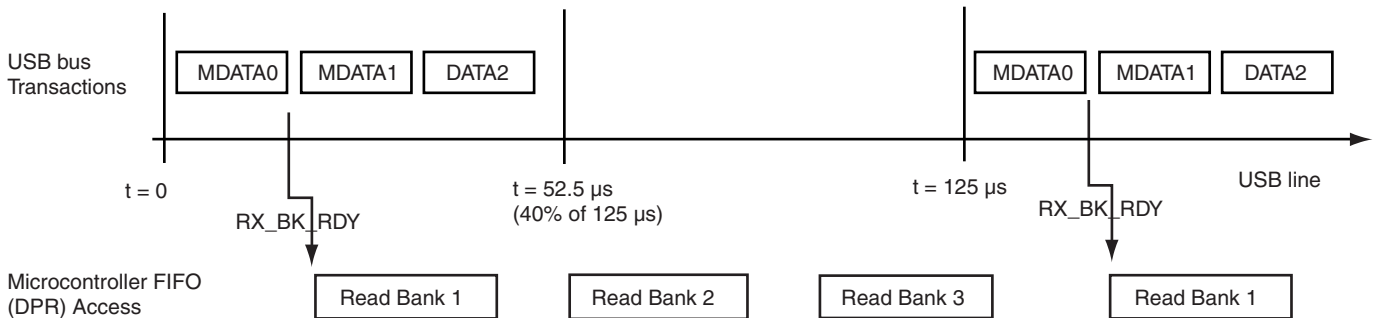 USB bus
Transactions
MDATA0 MDATA1 DATA2 MDATA0 MDATA1 DATA2
t = 0
t = 52.5 µs
(40% of 125 µs)
t = 125 µs
USB line
RX_BK_RDY
RX_BK_RDY
Microcontroller FIFO
(DPR) Access
Read Bank 1 Read Bank 2 Read Bank 3 Read Bank 1